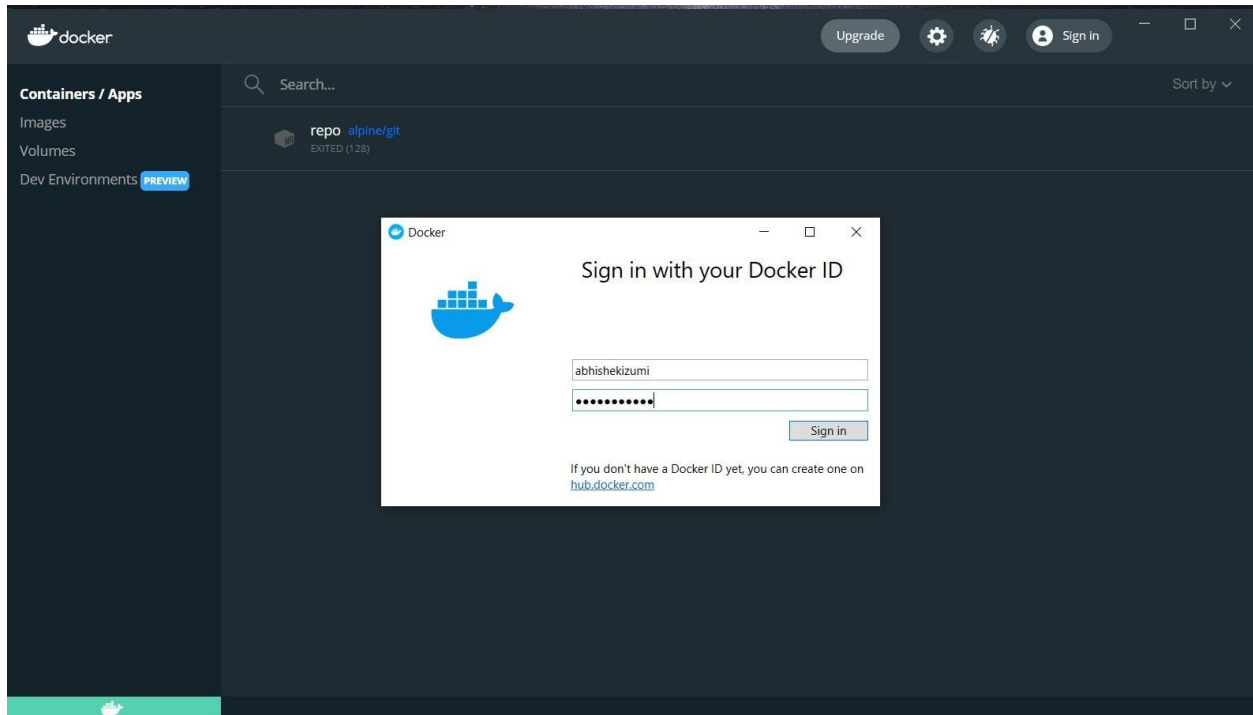 docker
Upgrade
Sign in
Containers / Apps
Images
Volumes
Dev Environments PREVIEW
Search...
Sort by
repo alpine/git
EXITED (128)
Docker
Sign in with your Docker ID
abhishekizumi
•••••••••••
Sign in
If you don't have a Docker ID yet, you can create one on
hub.docker.com